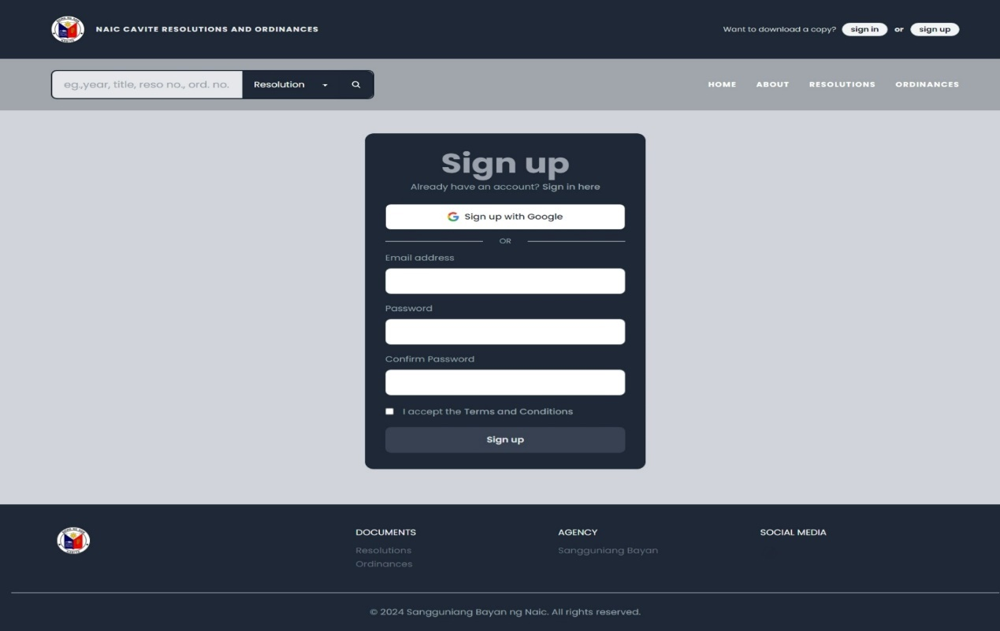 NAIC CAVITE RESOLUTIONS AND ORDINANCES
Want to download a copy? sign in or sign up
eg.,year, title, reso no., ord. no. Resolution
HOME ABOUT RESOLUTIONS ORDINANCES
Sign up
Already have an account? Sign in here
Sign up with Google
OR
Email address
Password
Confirm Password
I accept the Terms and Conditions
Sign up
DOCUMENTS
Resolutions
Ordinances
AGENCY
Sangguniang Bayan
SOCIAL MEDIA
© 2024 Sangguniang Bayan ng Naic. All rights reserved.